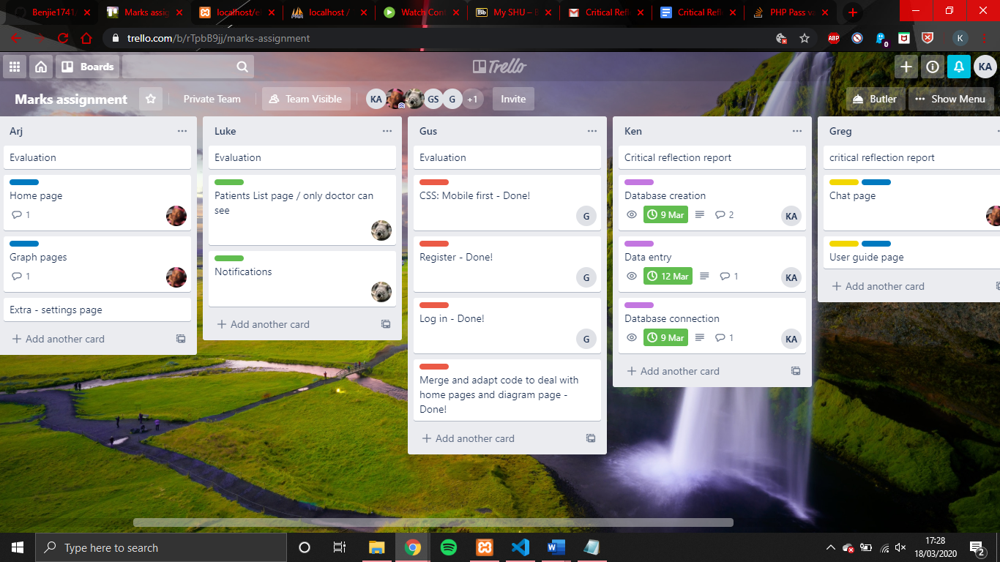 Benjie1741
Marks assig
localhost/e
localhost /
Watch Con
My SHU – B
Critical Refl
Critical Refl
PHP Pass va
trello.com/b/rTpbB9jj/marks-assignment
ABP
0
K
Boards
Trello
KA
Marks assignment
Private Team
Team Visible
KA
GS
G
+1
Invite
Butler
Show Menu
Arj
Evaluation
Home page
1
Graph pages
1
Extra - settings page
Add another card
Luke
Evaluation
Patients List page / only doctor can
see
Notifications
Add another card
Gus
Evaluation
CSS: Mobile first - Done!
G
Register - Done!
G
Log in - Done!
G
Merge and adapt code to deal with
home pages and diagram page -
Done!
Add another card
Ken
Critical reflection report
Database creation
9 Mar
2
KA
Data entry
12 Mar
1
KA
Database connection
9 Mar
1
KA
Add another card
Greg
critical reflection report
Chat page
User guide page
Add another card
Type here to search
17:28
18/03/2020
2